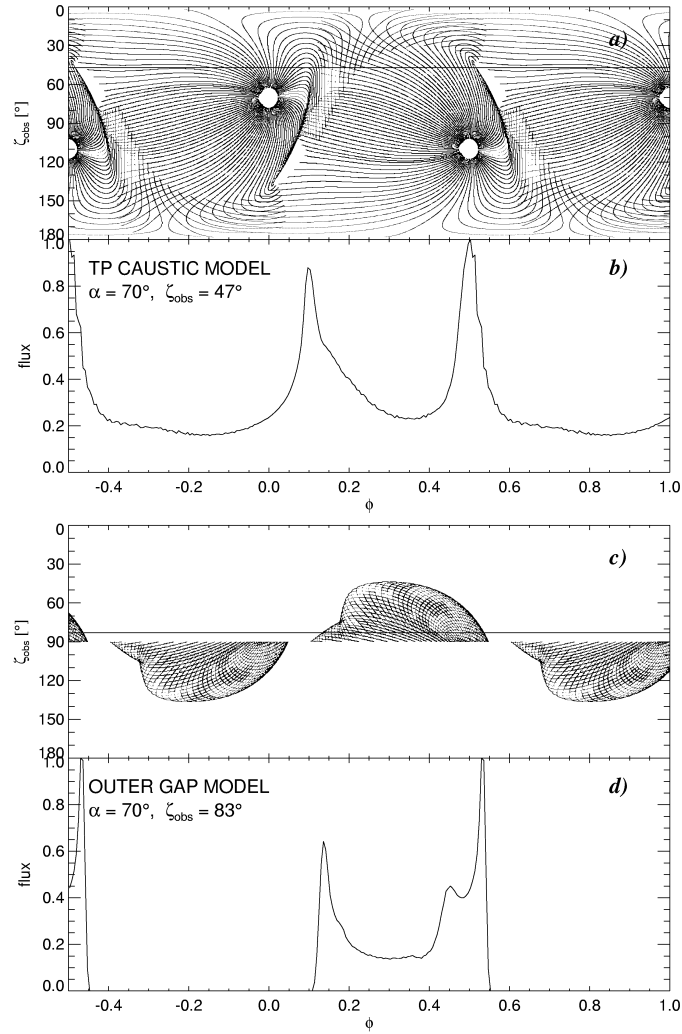 a)
0
30
60
90
120
150
180
ζobs [°]
b)
TP CAUSTIC MODEL
α = 70°, ζobs = 47°
1.0
0.8
0.6
0.4
0.2
0.0
flux
-0.4 -0.2 0.0 0.2 0.4 0.6 0.8 1.0
ϕ
c)
0
30
60
90
120
150
180
ζobs [°]
d)
OUTER GAP MODEL
α = 70°, ζobs = 83°
1.0
0.8
0.6
0.4
0.2
0.0
flux
-0.4 -0.2 0.0 0.2 0.4 0.6 0.8 1.0
ϕ